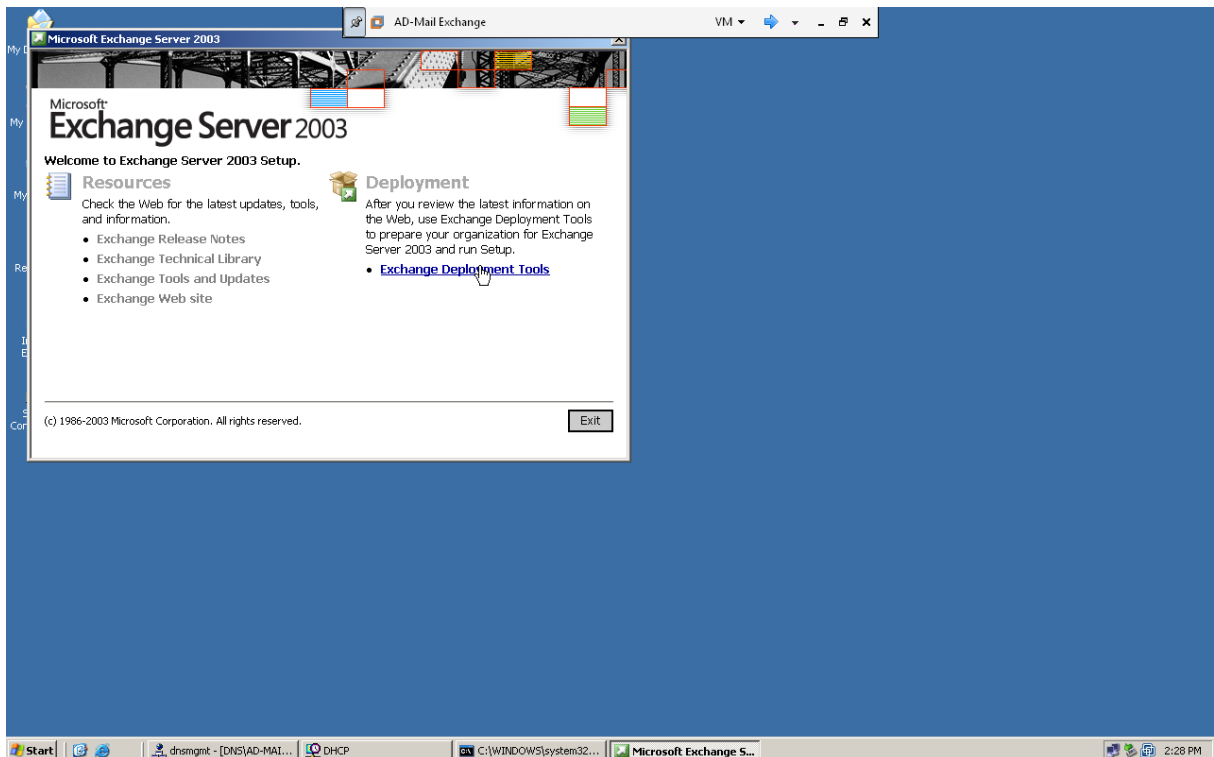 AD-Mail Exchange
VM
Microsoft Exchange Server 2003
Microsoft
Exchange Server 2003
Welcome to Exchange Server 2003 Setup.
Resources
Check the Web for the latest updates, tools,
and information.
• Exchange Release Notes
• Exchange Technical Library
• Exchange Tools and Updates
• Exchange Web site
Deployment
After you review the latest information on
the Web, use Exchange Deployment Tools
to prepare your organization for Exchange
Server 2003 and run Setup.
• Exchange Deployment Tools
(c) 1986-2003 Microsoft Corporation. All rights reserved.
Exit
My
My
My
Re
Start
dnsmgmt - [DNS\AD-MAI...
DHCP
C:\WINDOWS\system32...
Microsoft Exchange S...
2:28 PM